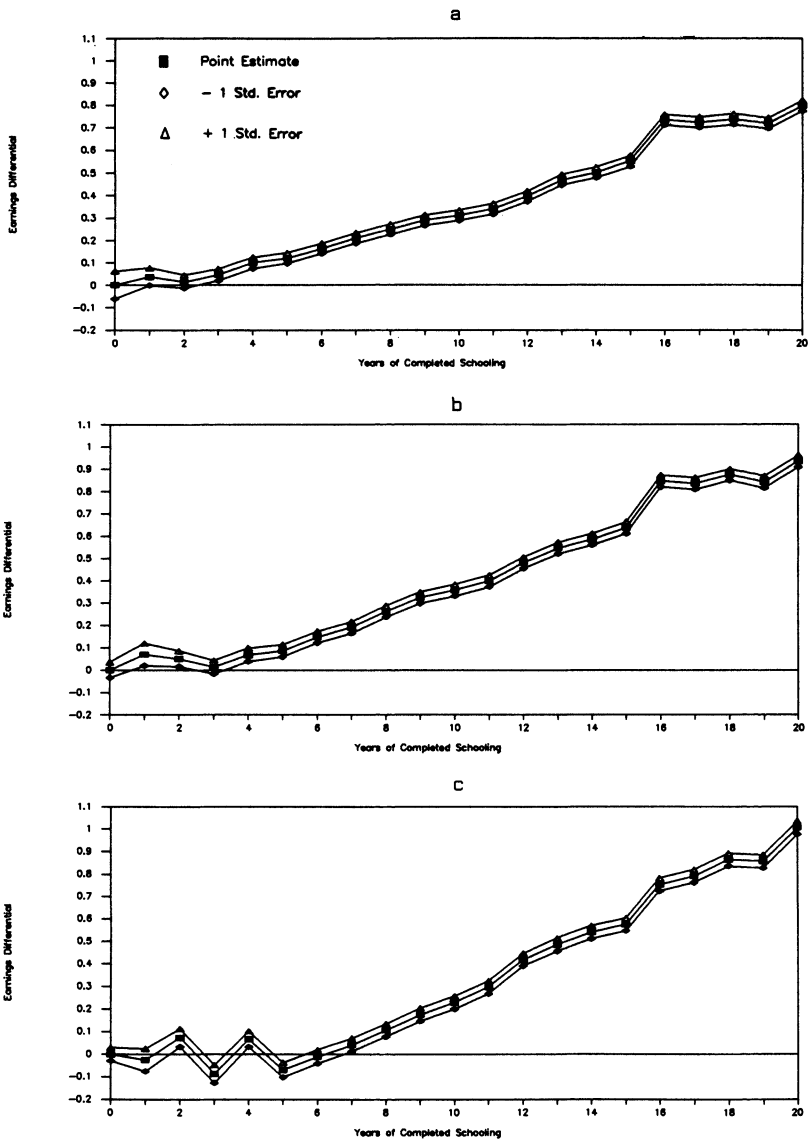 a
1.1
1
0.9
0.8
0.7
0.6
0.5
0.4
0.3
0.2
0.1
0
−0.1
−0.2
Earnings Differential
Point Estimate
− 1 Std. Error
+ 1 Std. Error
0 2 4 6 8 10 12 14 16 18 20
Years of Completed Schooling
b
1.1
1
0.9
0.8
0.7
0.6
0.5
0.4
0.3
0.2
0.1
0
−0.1
−0.2
Earnings Differential
0 2 4 6 8 10 12 14 16 18 20
Years of Completed Schooling
c
1.1
1
0.9
0.8
0.7
0.6
0.5
0.4
0.3
0.2
0.1
0
−0.1
−0.2
Earnings Differential
0 2 4 6 8 10 12 14 16 18 20
Years of Completed Schooling